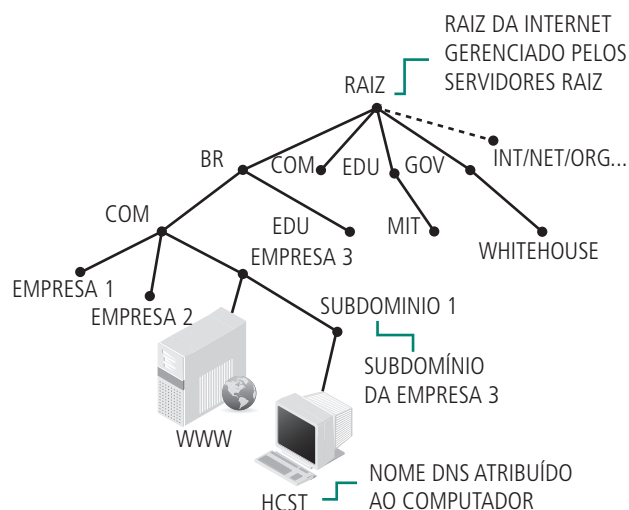 RAIZ DA INTERNET
GERENCIADO PELOS
SERVIDORES RAIZ
RAIZ
BR
COM
EDU
GOV
INT/NET/ORG...
COM
EDU
MIT
WHITEHOUSE
EMPRESA 1
EMPRESA 2
EMPRESA 3
SUBDOMINIO 1
SUBDOMÍNIO
DA EMPRESA 3
WWW
HCST
NOME DNS ATRIBUÍDO
AO COMPUTADOR